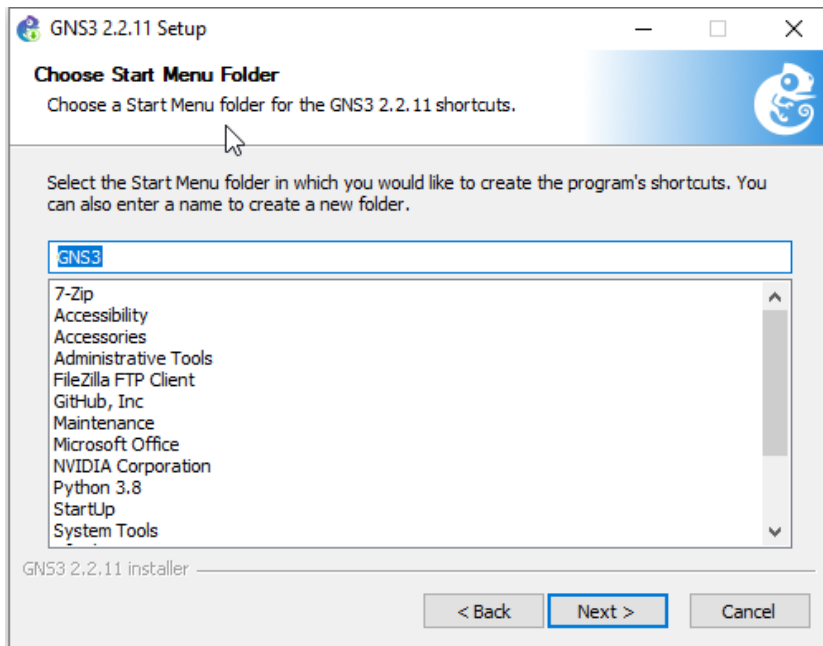 GNS3 2.2.11 Setup
Choose Start Menu Folder
Choose a Start Menu folder for the GNS3 2.2.11 shortcuts.
Select the Start Menu folder in which you would like to create the program's shortcuts. You
can also enter a name to create a new folder.
GNS3
7-Zip
Accessibility
Accessories
Administrative Tools
FileZilla FTP Client
GitHub, Inc
Maintenance
Microsoft Office
NVIDIA Corporation
Python 3.8
StartUp
System Tools
GNS3 2.2.11 installer
< Back Next > Cancel